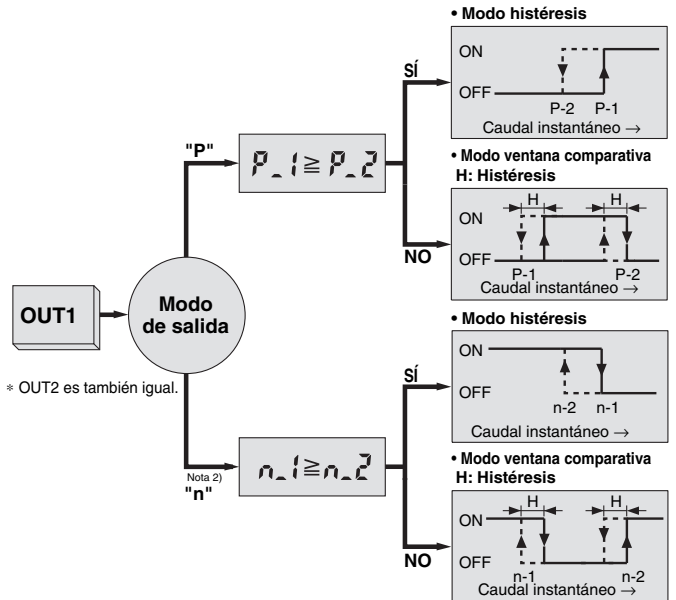 OUT1
* OUT2 es también igual.
Modo
de salida
"P"
P_1 ≧ P_2
SÍ
• Modo histéresis
ON
OFF
P-2 P-1
Caudal instantáneo →
NO
• Modo ventana comparativa
H: Histéresis
H H
ON
OFF
P-1 P-2
Caudal instantáneo →
Nota 2)
"n"
n_1 ≧ n_2
SÍ
• Modo histéresis
ON
OFF
n-2 n-1
Caudal instantáneo →
NO
• Modo ventana comparativa
H: Histéresis
H H
ON
OFF
n-1 n-2
Caudal instantáneo →